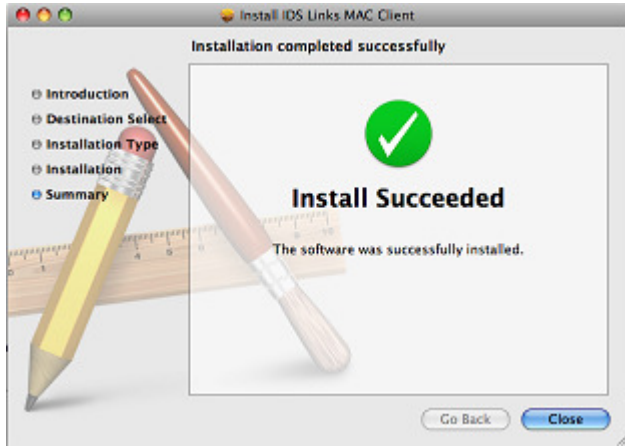 Install IDS Links MAC Client
Installation completed successfully
Introduction
Destination Select
Installation Type
Installation
Summary
Install Succeeded
The software was successfully installed.
Go Back
Close